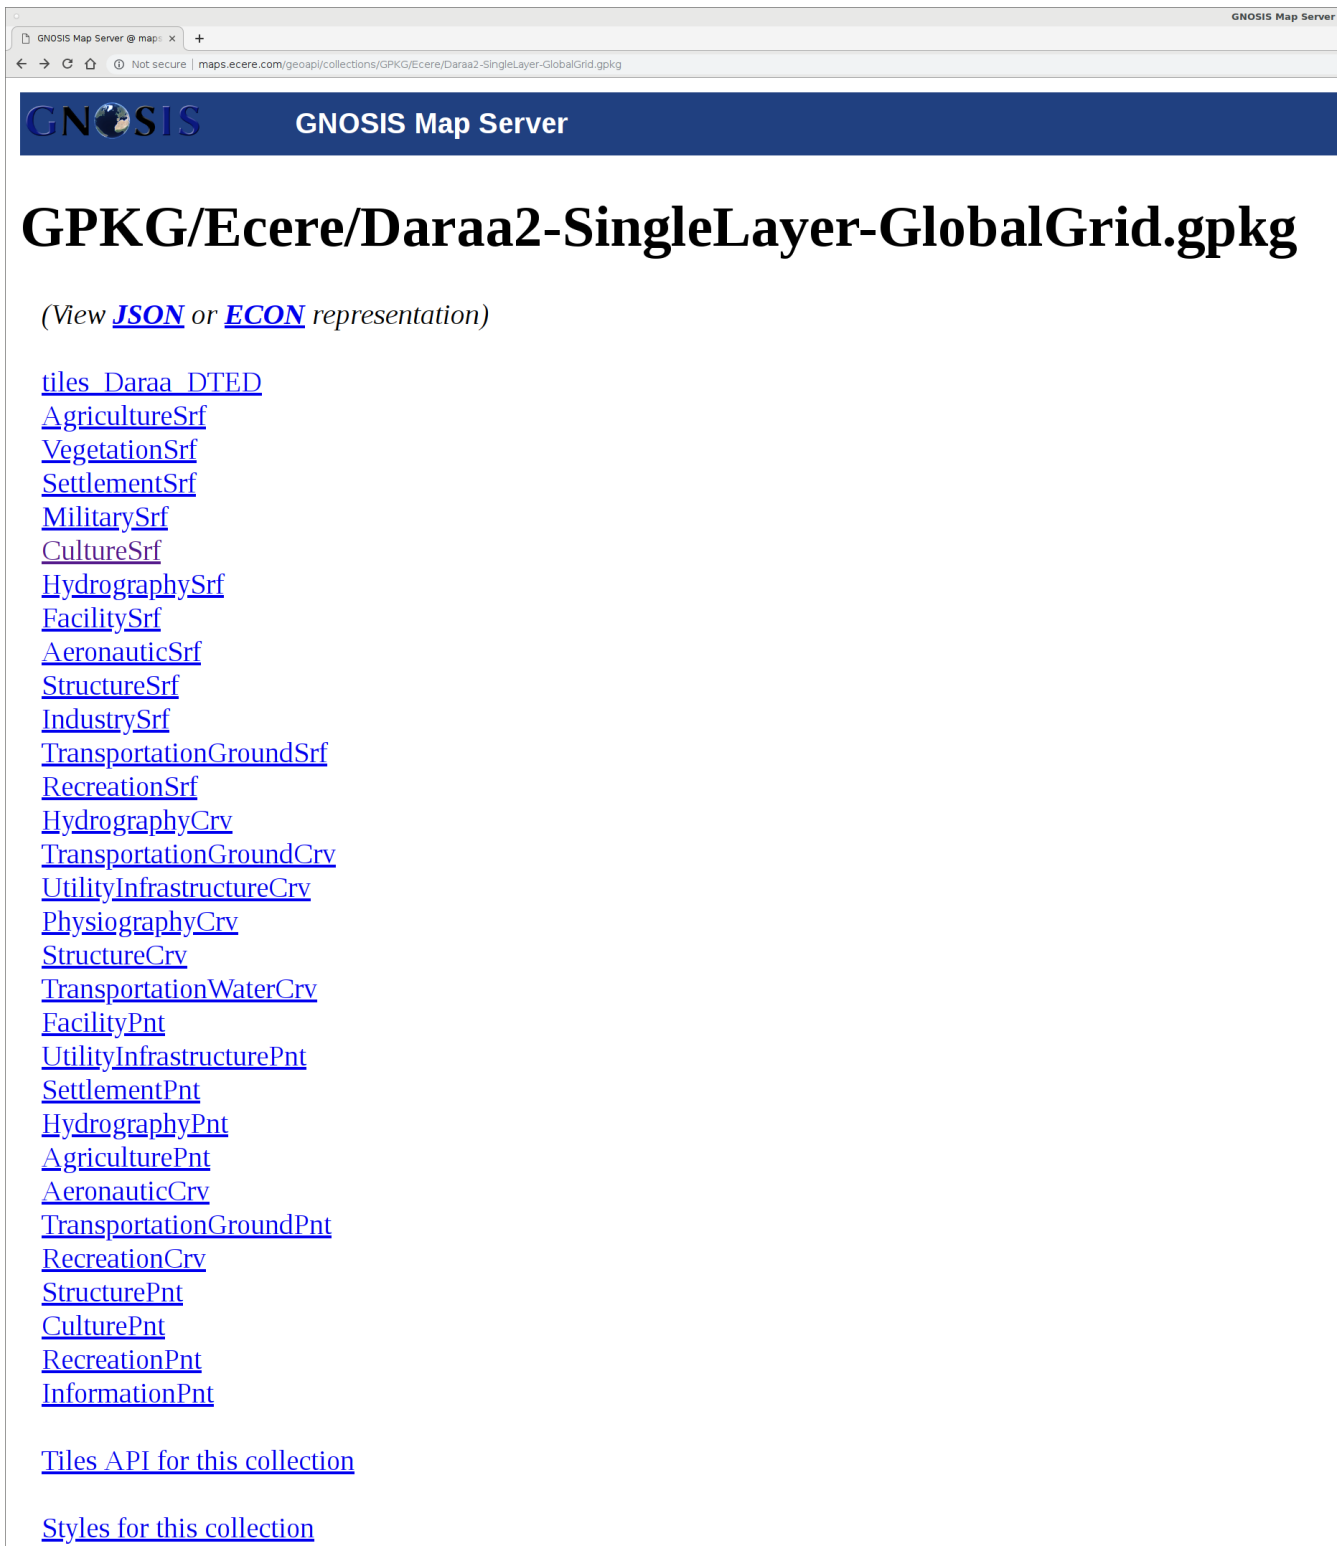 GNOSIS Map Server
GNOSIS Map Server @ maps
Not secure | maps.ecere.com/geoapi/collections/GPKG/Ecere/Daraa2-SingleLayer-GlobalGrid.gpkg
GNOSIS GNOSIS Map Server
GPKG/Ecere/Daraa2-SingleLayer-GlobalGrid.gpkg
(View JSON or ECON representation)
tiles_Daraa_DTED
AgricultureSrf
VegetationSrf
SettlementSrf
MilitarySrf
CultureSrf
HydrographySrf
FacilitySrf
AeronauticSrf
StructureSrf
IndustrySrf
TransportationGroundSrf
RecreationSrf
HydrographyCrv
TransportationGroundCrv
UtilityInfrastructureCrv
PhysiographyCrv
StructureCrv
TransportationWaterCrv
FacilityPnt
UtilityInfrastructurePnt
SettlementPnt
HydrographyPnt
AgriculturePnt
AeronauticCrv
TransportationGroundPnt
RecreationCrv
StructurePnt
CulturePnt
RecreationPnt
InformationPnt
Tiles API for this collection
Styles for this collection